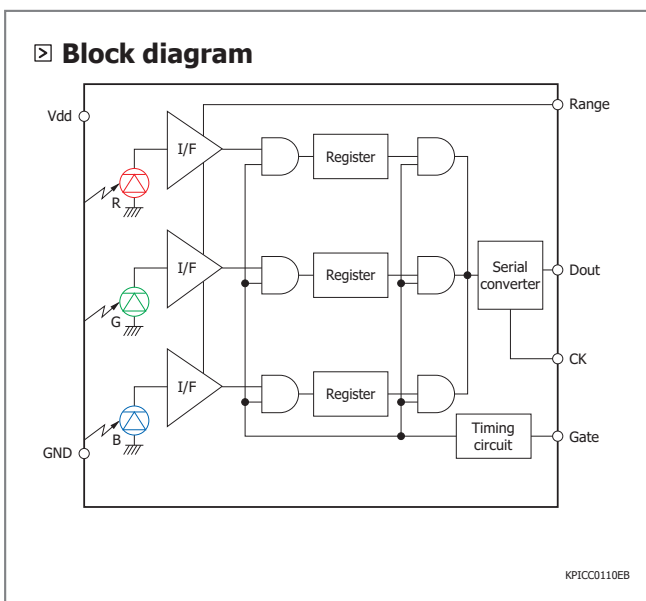 Block diagram
Vdd
Range
I/F
Register
R
I/F
Register
Serial
converter
Dout
G
CK
I/F
Register
B
Timing
circuit
Gate
GND
KPICC0110EB